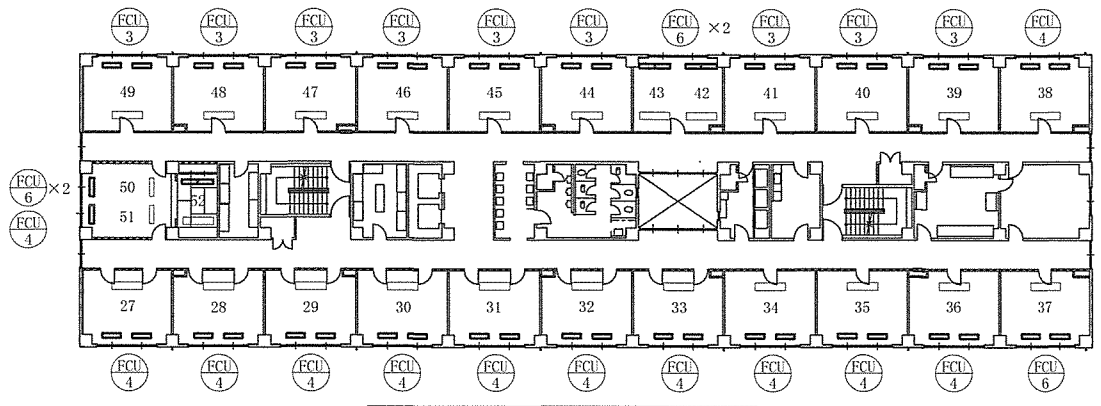 FCU FCU FCU FCU FCU FCU FCU ×2 FCU FCU FCU FCU
3 3 3 3 3 3 6 3 3 3 4
49 48 47 46 45 44 43 42 41 40 39 38
FCU ×2
6
50
52
51
FCU
4
27 28 29 30 31 32 33 34 35 36 37
FCU FCU FCU FCU FCU FCU FCU FCU FCU FCU FCU
4 4 4 4 4 4 4 4 4 4 6